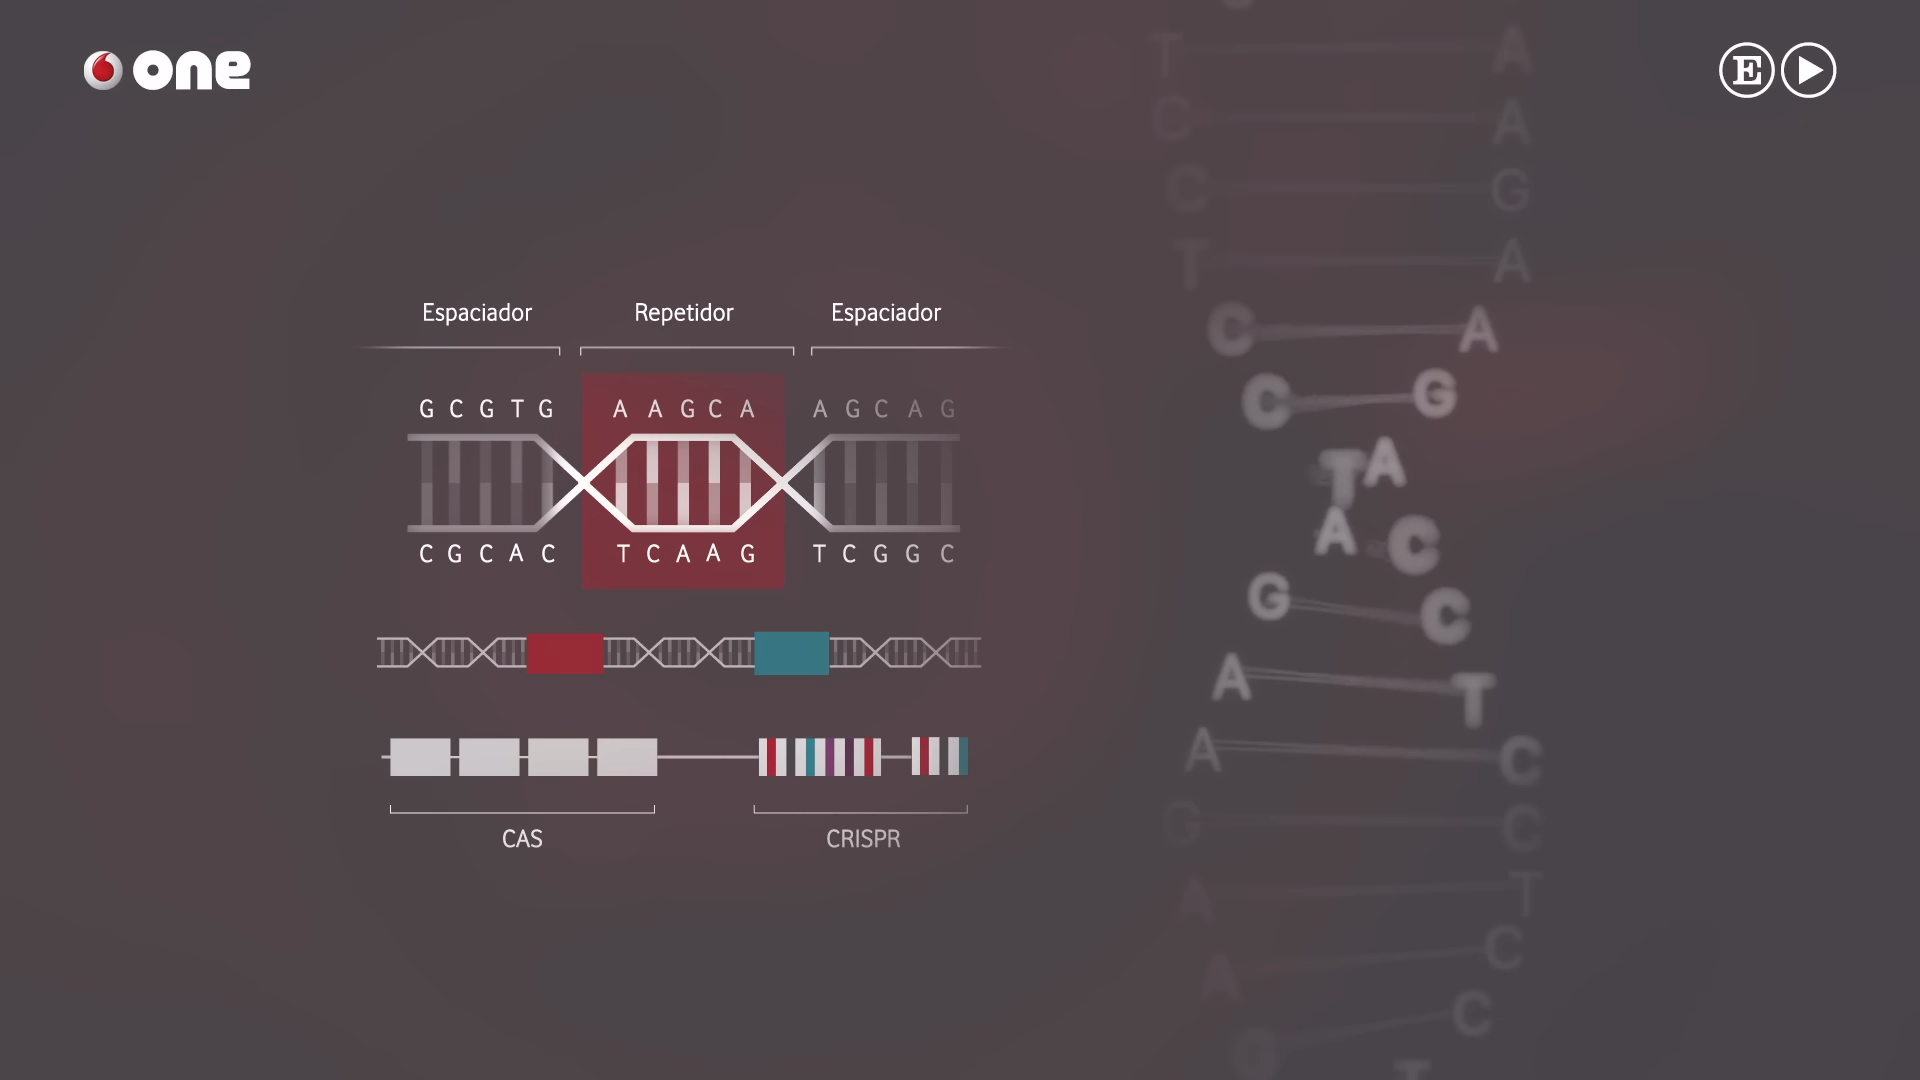 one
E
Espaciador Repetidor Espaciador
G C G T G A A G C A A G C A G
C G C A C T C A A G T C G G C
CAS CRISPR
T A
C A
C G
T A
C A
C G
T A
A C
G C
A T
A C
G C
A T
A C
C